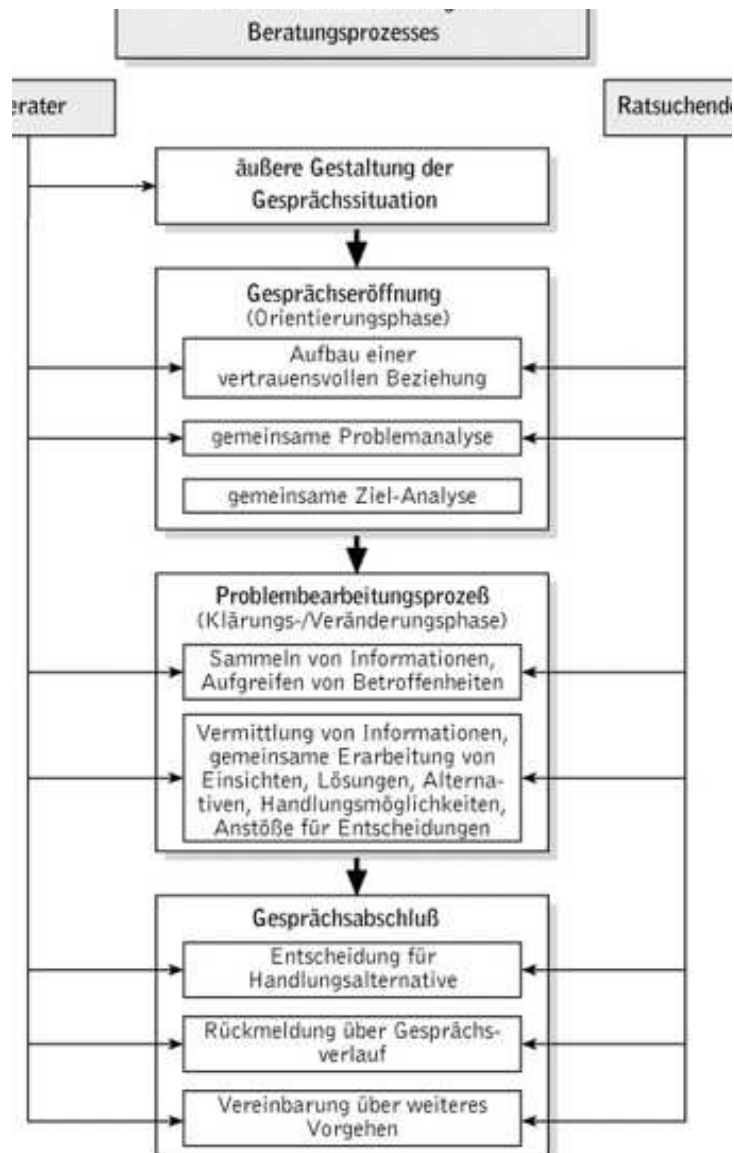 Beratungsprozesses
erater
Ratsuchende
äußere Gestaltung der
Gesprächssituation
Gesprächseröffnung
(Orientierungsphase)
Aufbau einer
vertrauensvollen Beziehung
gemeinsame Problemanalyse
gemeinsame Ziel-Analyse
Problembearbeitungsprozeß
(Klärungs-/Veränderungsphase)
Sammeln von Informationen,
Aufgreifen von Betroffenheiten
Vermittlung von Informationen,
gemeinsame Erarbeitung von
Einsichten, Lösungen, Alterna-
tiven, Handlungsmöglichkeiten,
Anstöße für Entscheidungen
Gesprächsabschluß
Entscheidung für
Handlungsalternative
Rückmeldung über Gesprächs-
verlauf
Vereinbarung über weiteres
Vorgehen